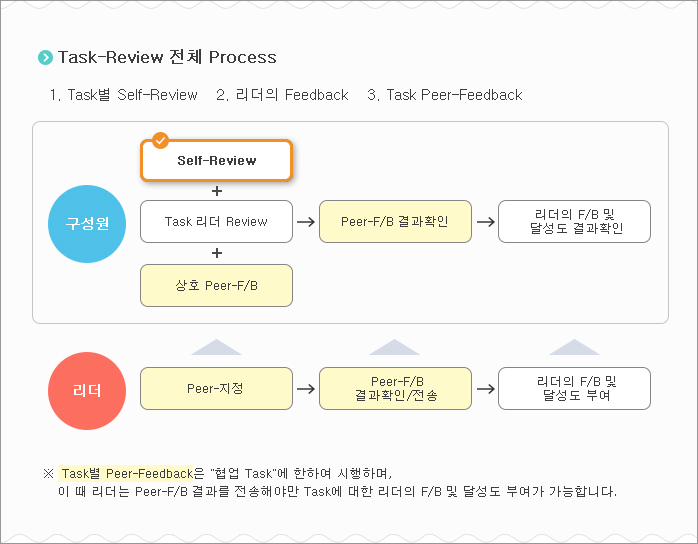 Task-Review 전체 Process
1. Task별 Self-Review 2. 리더의 Feedback 3. Task Peer-Feedback
구성원
Self-Review
+
Task 리더 Review
+
상호 Peer-F/B
Peer-F/B 결과확인
리더의 F/B 및
달성도 결과확인
리더
Peer-지정
Peer-F/B
결과확인/전송
리더의 F/B 및
달성도 부여
※ Task별 Peer-Feedback은 "협업 Task"에 한하여 시행하며,
이 때 리더는 Peer-F/B 결과를 전송해야만 Task에 대한 리더의 F/B 및 달성도 부여가 가능합니다.